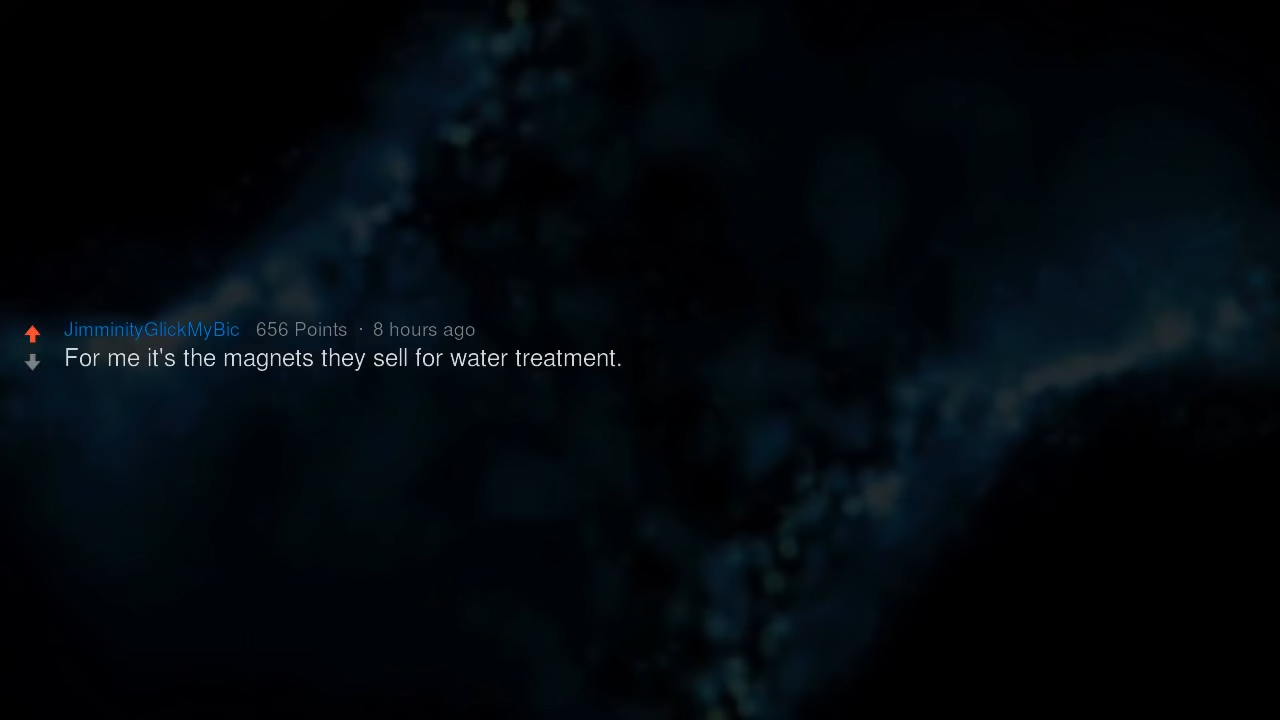 JimminityGlickMyBic 656 Points · 8 hours ago
For me it's the magnets they sell for water treatment.